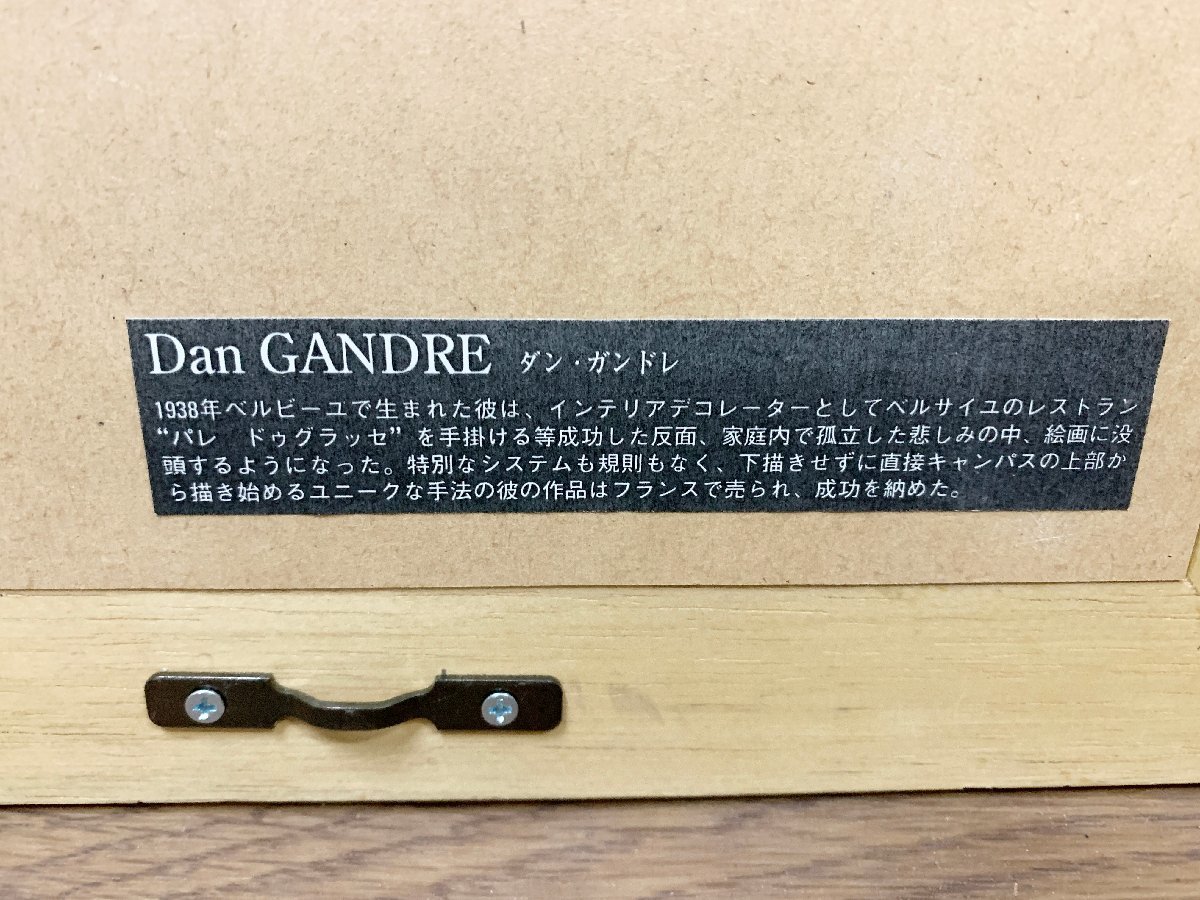 Dan GANDRE ダン・ガンドレ
1938年ベルビーユで生まれた彼は、インテリアデコレーターとしてベルサイユのレストラン
“パレ　ドゥグラッセ”を手掛ける等成功した反面、家庭内で孤立した悲しみの中、絵画に没
頭するようになった。特別なシステムも規則もなく、下描きせずに直接キャンパスの上部か
ら描き始めるユニークな手法の彼の作品はフランスで売られ、成功を納めた。